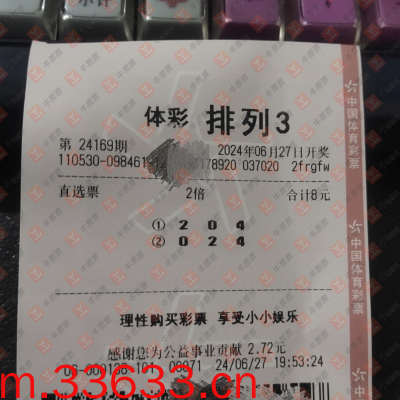 体彩 排列3
第 24169期 2024年06月27日开奖
110530-098461 178920 037020 2frgfw
直选票 2倍 合计8元
① 2 0 4
② 0 2 4
理性购买彩票 享受小小娱乐
感谢您为公益事业贡献 2.72元
24/06/27 19:53:24
中国体育彩票
中国体育彩票
m.33633.cn